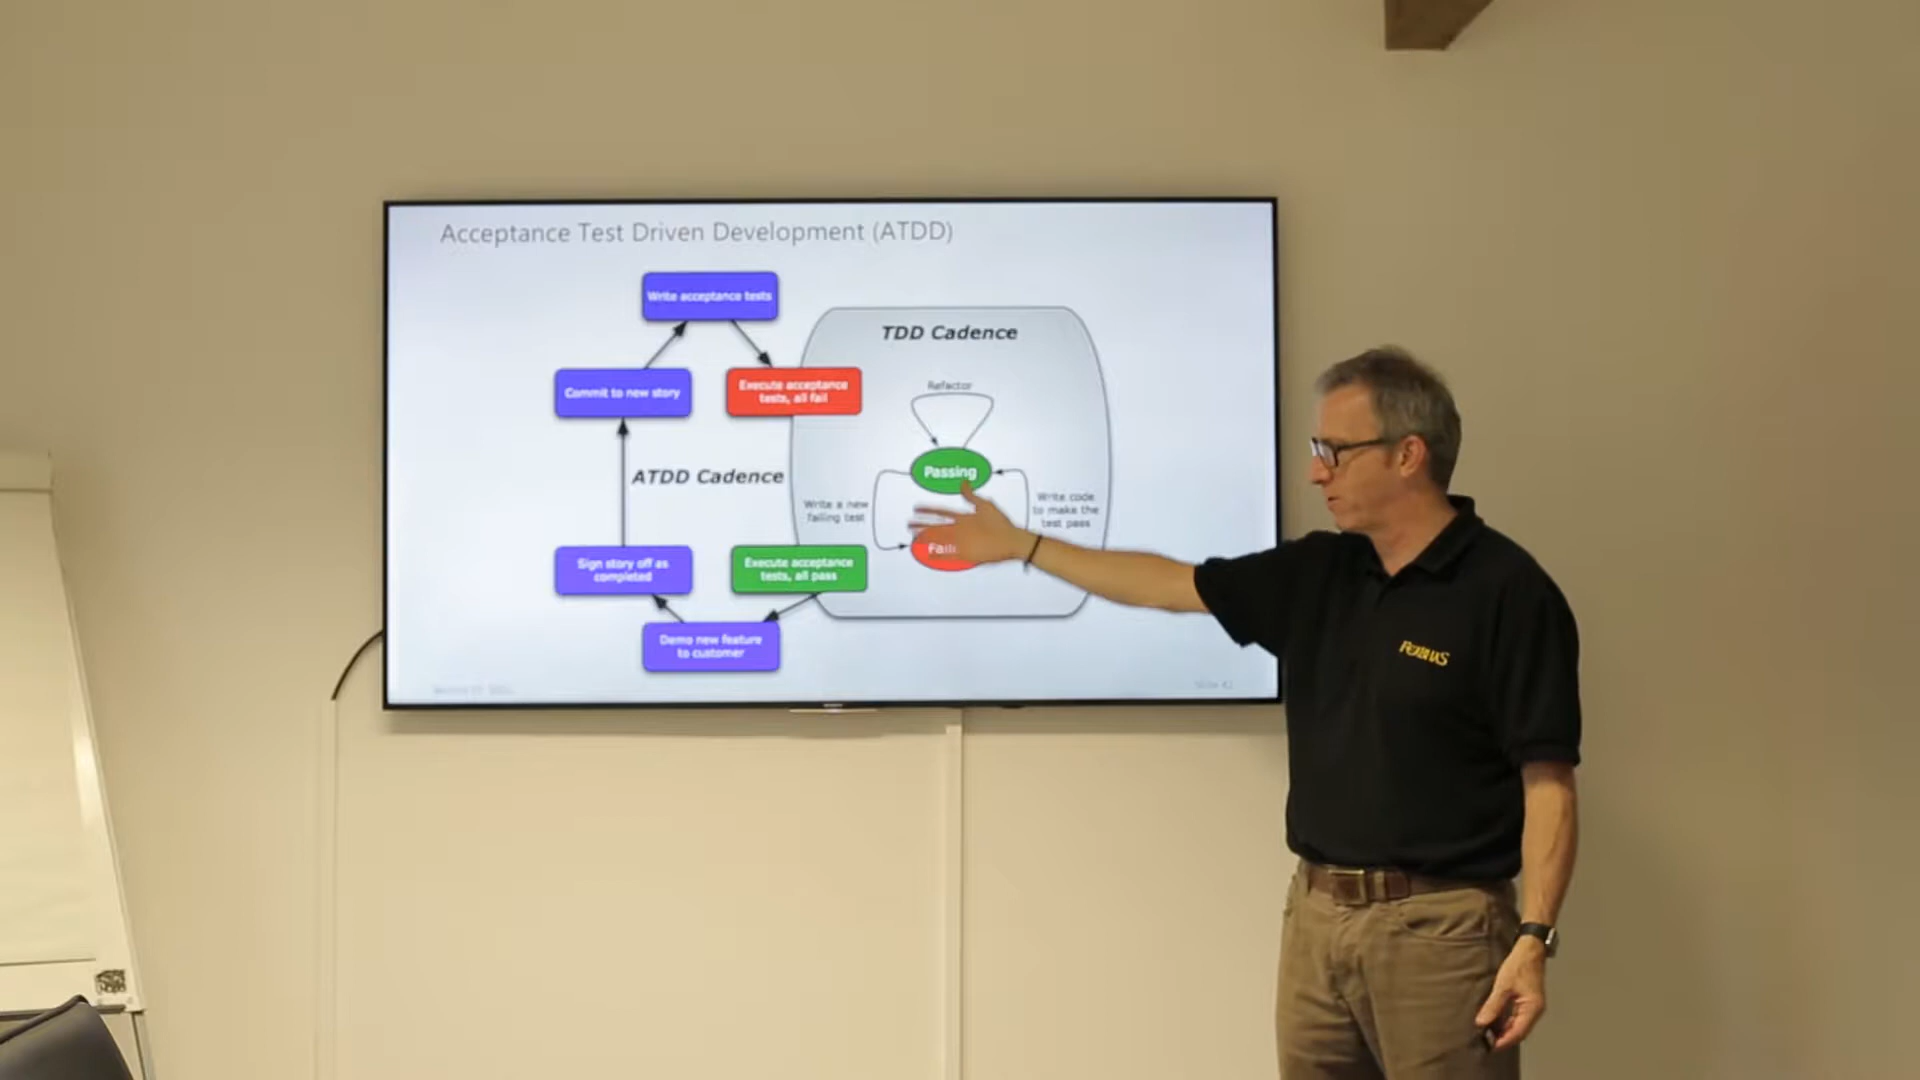 Acceptance Test Driven Development (ATDD)
Write acceptance tests
TDD Cadence
Commit to new story
Execute acceptance
tests, all fail
Refactor
ATDD Cadence
Passing
Write a new
failing test
Write code
to make the
test pass
Sign story off as
completed
Execute acceptance
tests, all pass
Demo new feature
to customer